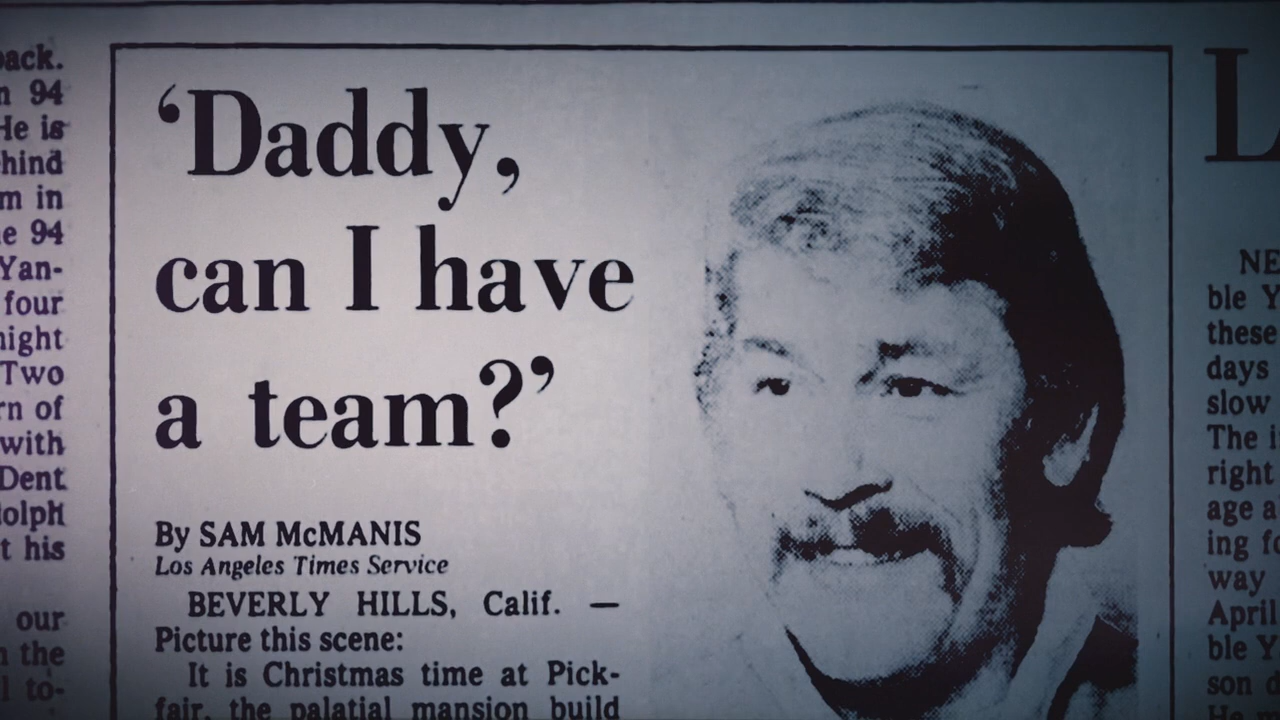 back.
n 94
He is
hind
m in
e 94
Yan-
four
night
Two
rn of
with
Dent
dolph
t his
our
n the
l to-
‘Daddy,
can I have
a team?’
By SAM McMANIS
Los Angeles Times Service
BEVERLY HILLS, Calif. —
Picture this scene:
It is Christmas time at Pick-
fair, the palatial mansion build
L
NE
ble Y
these
days
slow
The i
right
age a
ing fo
way
April
ble Y
son d
He w